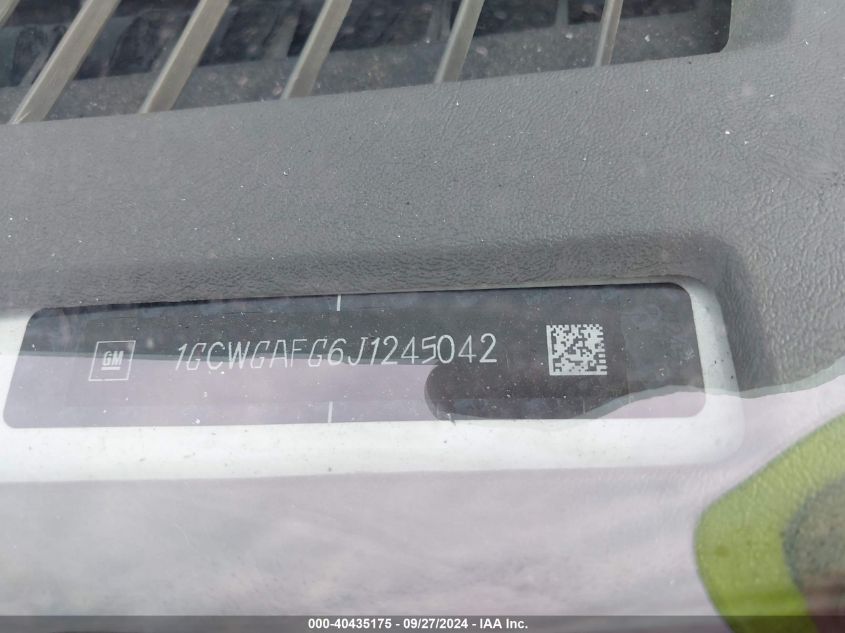 GM 1GCWGAFG6J1245042
000-40435175 - 09/27/2024 - IAA Inc.